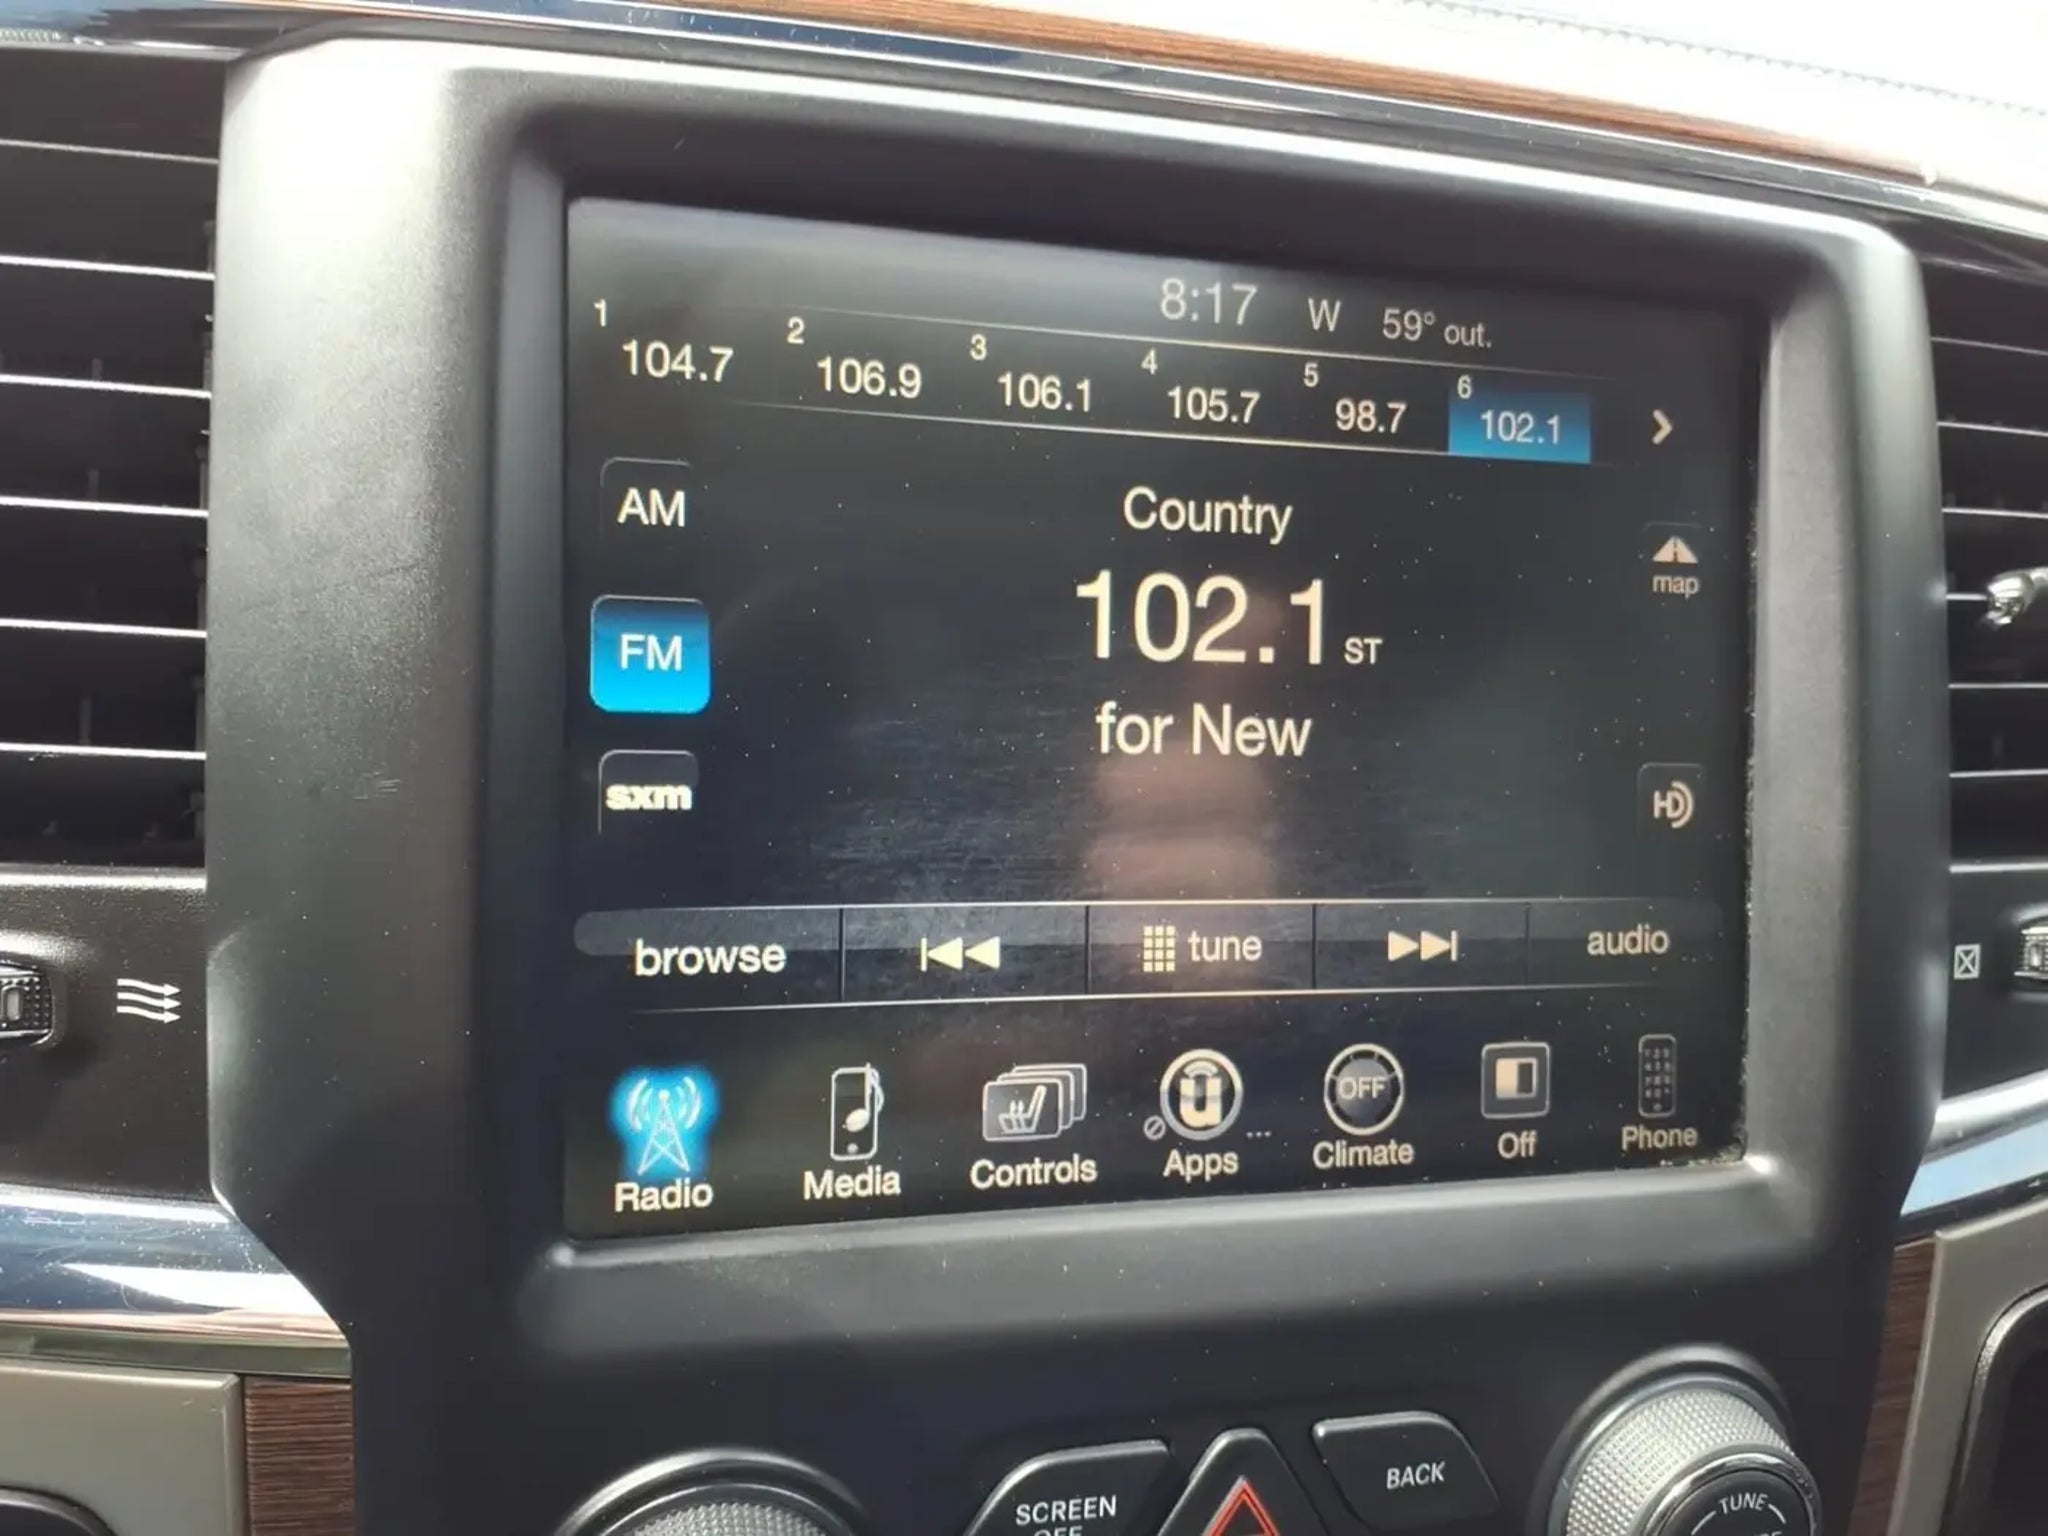 8:17 W 59° out.
1 104.7 2 106.9 3 106.1 4 105.7 5 98.7 6 102.1
AM
Country
map
102.1 ST
FM
for New
sxm
HD
browse tune audio
OFF
Radio Media Controls Apps Climate Off Phone
BACK
SCREEN
OFF
TUNE